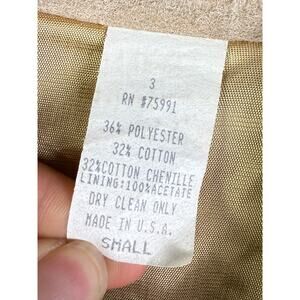 3
RN #75991
36% POLYESTER
32% COTTON
32%COTTON CHENILLE
LINING:100%ACETATE
DRY CLEAN ONLY
MADE IN U.S.A.
SMALL